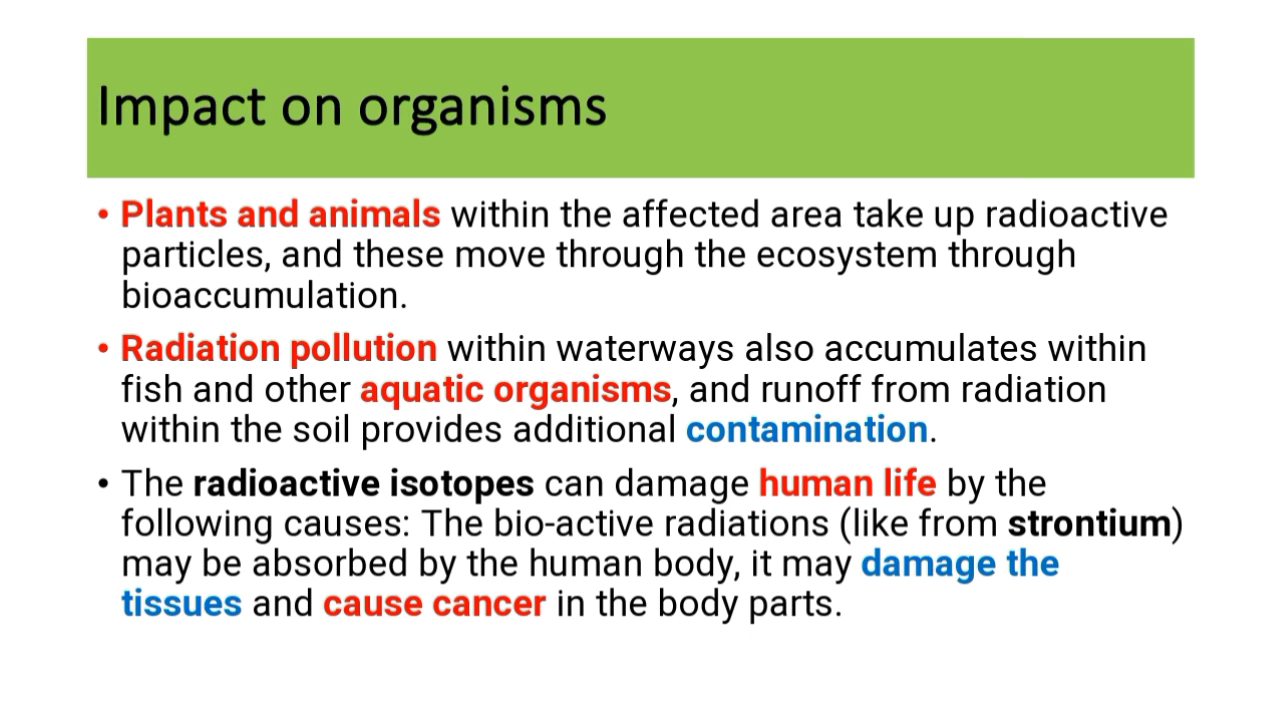 Impact on organisms
• Plants and animals within the affected area take up radioactive
particles, and these move through the ecosystem through
bioaccumulation.
• Radiation pollution within waterways also accumulates within
fish and other aquatic organisms, and runoff from radiation
within the soil provides additional contamination.
• The radioactive isotopes can damage human life by the
following causes: The bio-active radiations (like from strontium)
may be absorbed by the human body, it may damage the
tissues and cause cancer in the body parts.